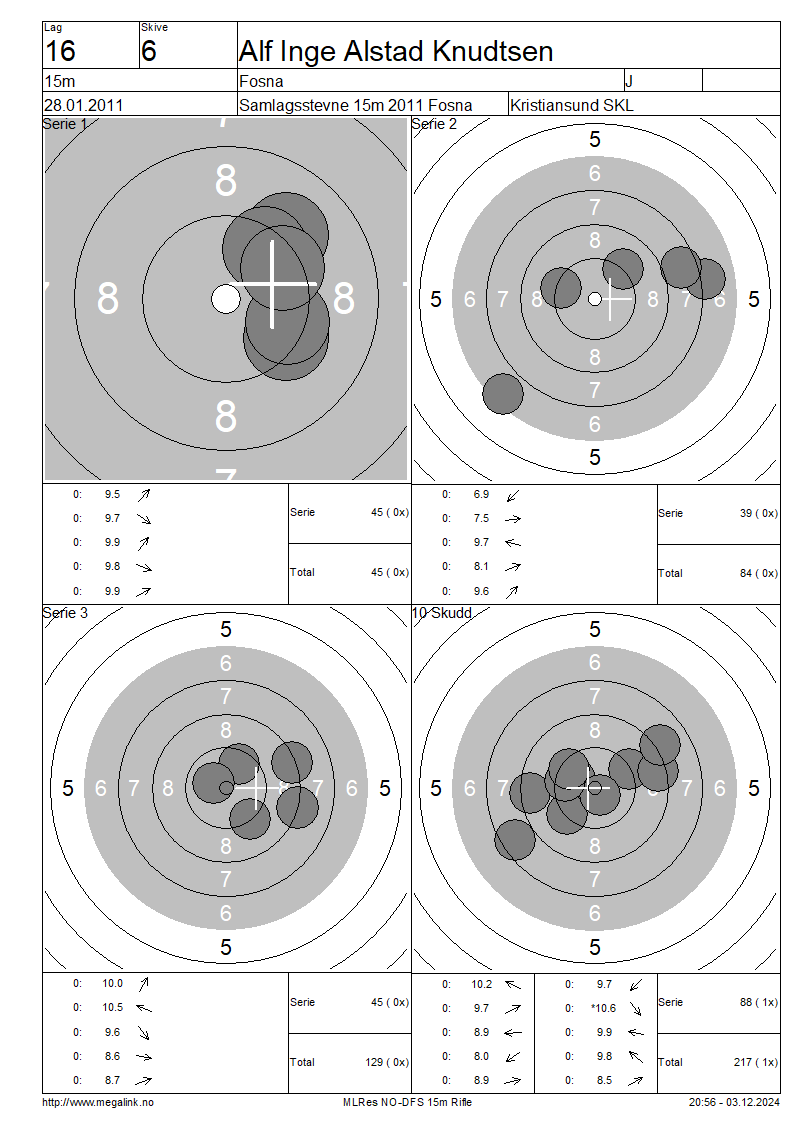 Lag
Skive
16
6
Alf Inge Alstad Knudtsen
15m
Fosna
J
28.01.2011
Samlagsstevne 15m 2011 Fosna
Kristiansund SKL
Serie 1
7
8
7 8 8 7
8
7
Serie 2
5
6
7
8
5 6 7 8 8 7 6 5
8
7
6
5
0: 9.5
0: 9.7
0: 9.9
0: 9.8
0: 9.9
Serie 45 ( 0x)
Total 45 ( 0x)
0: 6.9
0: 7.5
0: 9.7
0: 8.1
0: 9.6
Serie 39 ( 0x)
Total 84 ( 0x)
Serie 3
5
6
7
8
5 6 7 8 8 7 6 5
8
7
6
5
10 Skudd
5
6
7
8
5 6 7 8 7 6 5
8
7
6
5
0: 10.0
0: 10.5
0: 9.6
0: 8.6
0: 8.7
Serie 45 ( 0x)
Total 129 ( 0x)
0: 10.2
0: 9.7
0: 8.9
0: 8.0
0: 8.9
0: 9.7
0: *10.6
0: 9.9
0: 9.8
0: 8.5
Serie 88 ( 1x)
Total 217 ( 1x)
http://www.megalink.no
MLRes NO-DFS 15m Rifle
20:56 - 03.12.2024